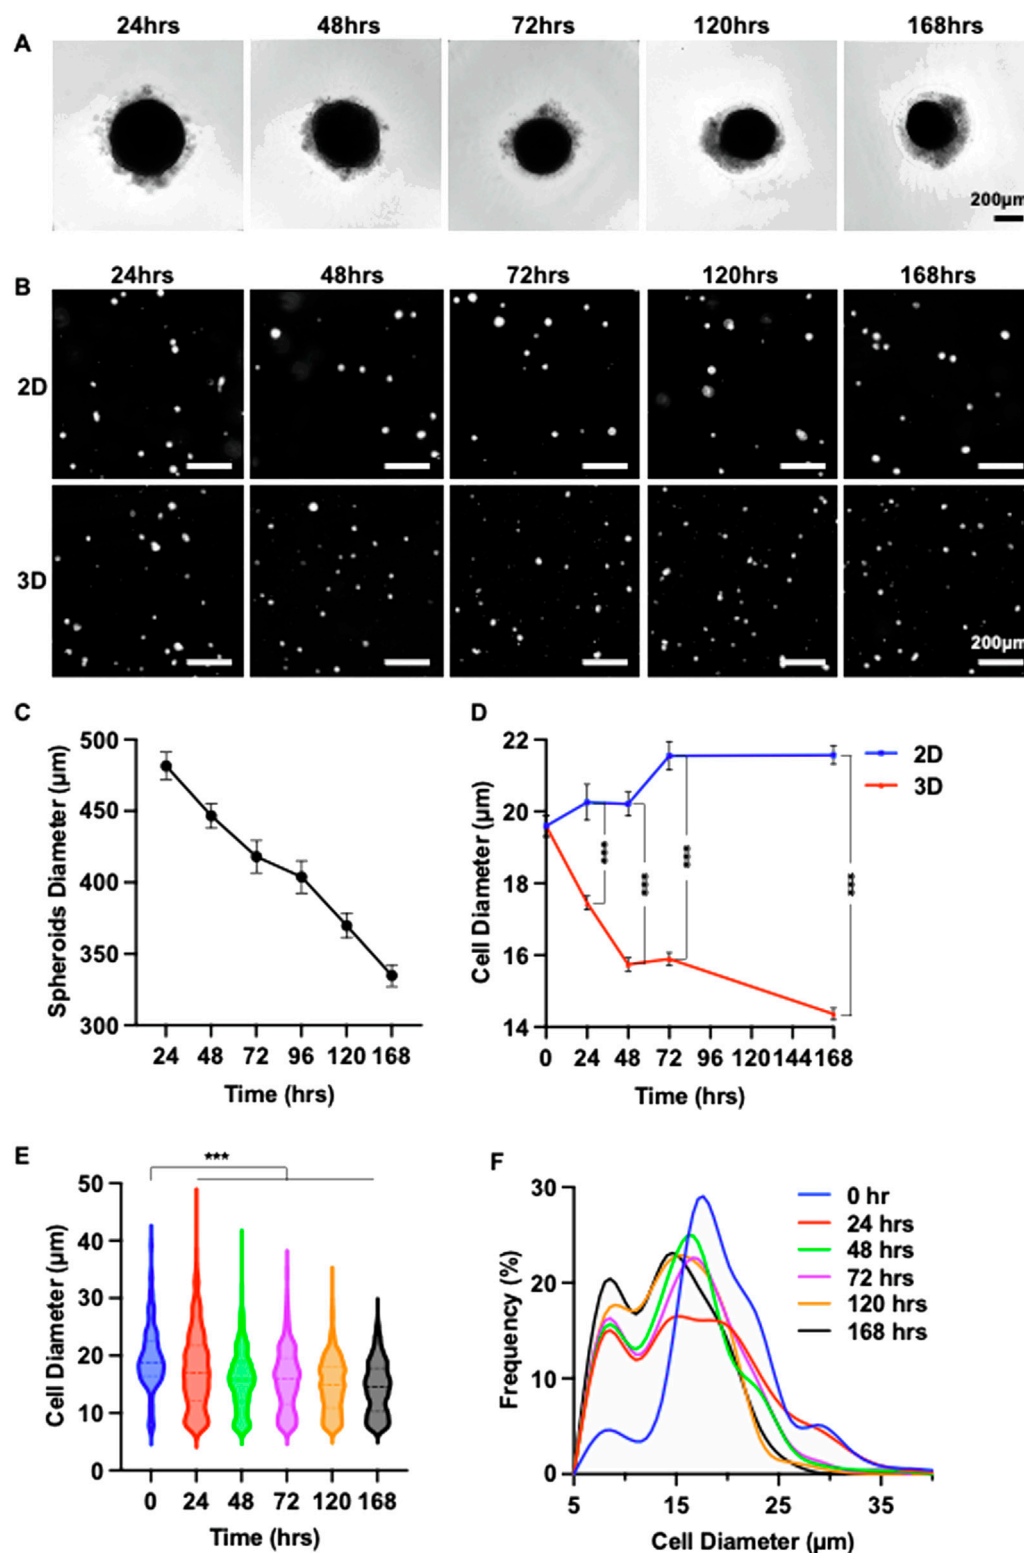 A
24hrs 48hrs 72hrs 120hrs 168hrs
200µm
B
24hrs 48hrs 72hrs 120hrs 168hrs
2D
3D
200µm
C
Spheroids Diameter (µm)
500
450
400
350
300
24 48 72 96 120 168
Time (hrs)
D
Cell Diameter (µm)
22
20
18
16
14
0 24 48 72 96 120 144 168
Time (hrs)
2D
3D
***
***
***
***
E
***
Cell Diameter (µm)
50
40
30
20
10
0
0 24 48 72 120 168
Time (hrs)
F
Frequency (%)
30
20
10
0
5 15 25 35
Cell Diameter (µm)
0 hr
24 hrs
48 hrs
72 hrs
120 hrs
168 hrs